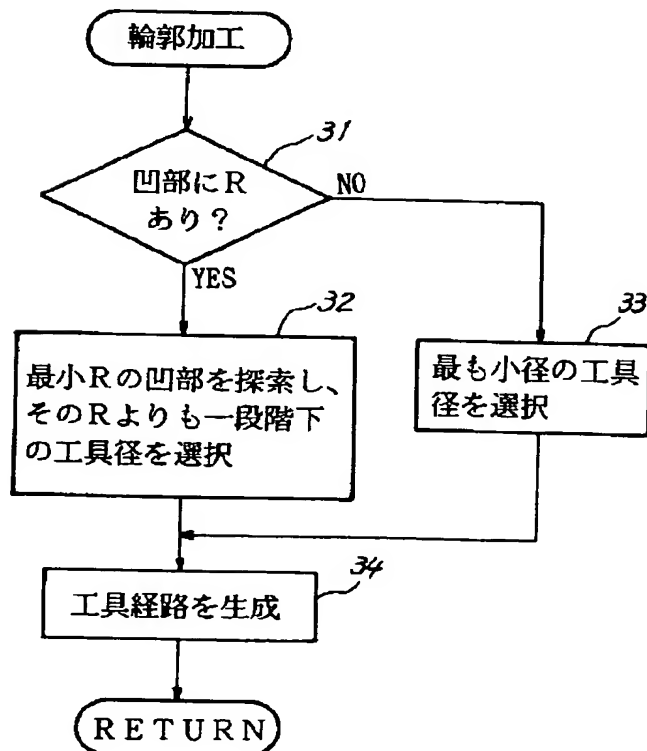 輪郭加工
31
凹部にR
あり?
NO
YES
32
最小Rの凹部を探索し、
そのRよりも一段階下
の工具径を選択
33
最も小径の工具
径を選択
34
工具経路を生成
RETURN